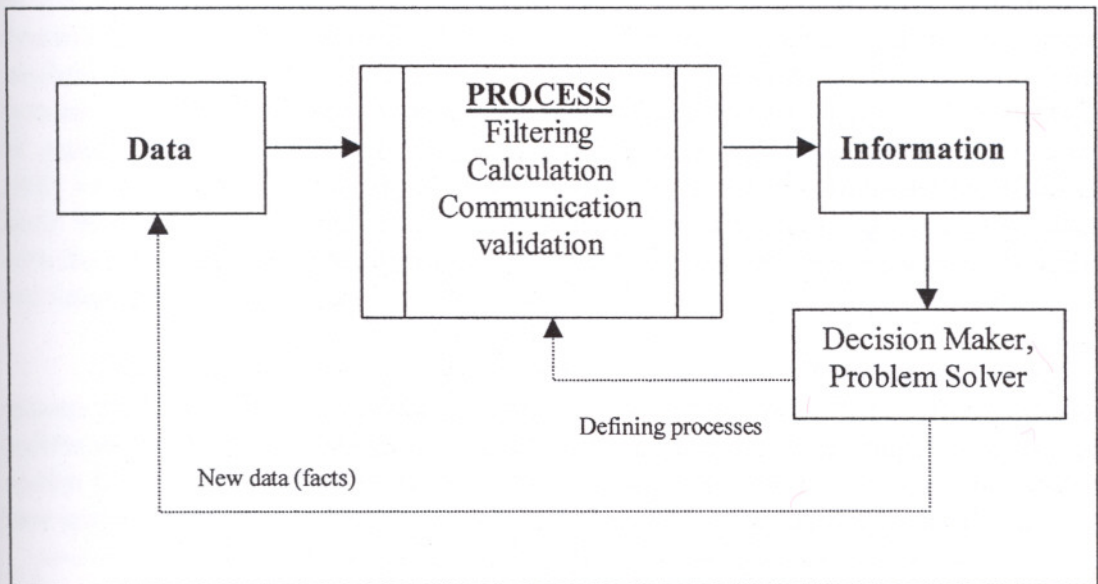 Data
PROCESS
Filtering
Calculation
Communication
validation
Information
Decision Maker,
Problem Solver
Defining processes
New data (facts)